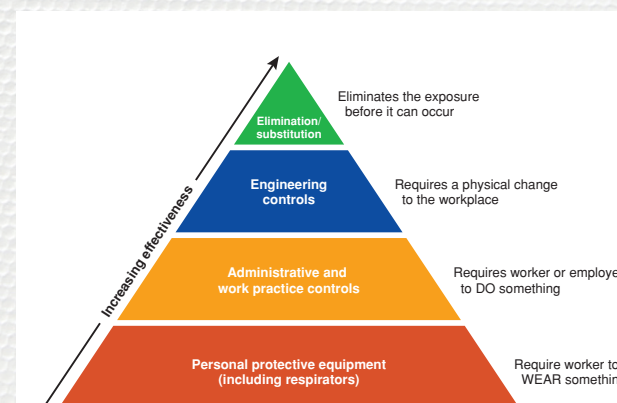 Elimination/
substitution
Eliminates the exposure
before it can occur
Engineering
controls
Requires a physical change
to the workplace
Increasing effectiveness
Administrative and
work practice controls
Requires worker or employe
to DO something
Personal protective equipment
(including respirators)
Require worker to
WEAR somethin